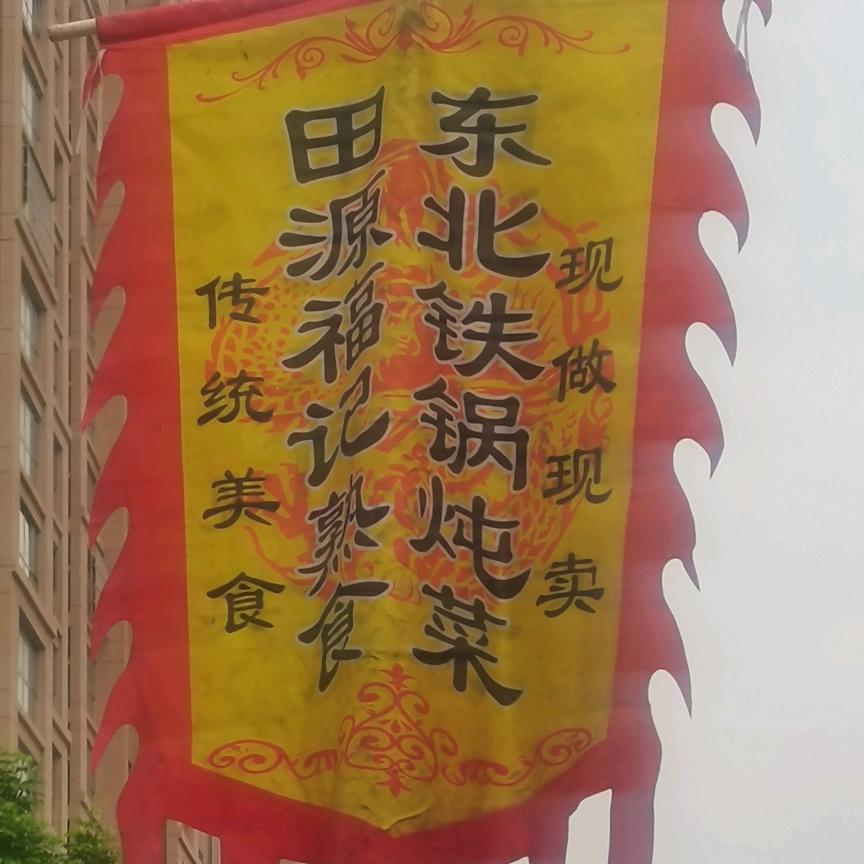 现做现卖
东北铁锅炖菜
田源福记熟食
传统美食